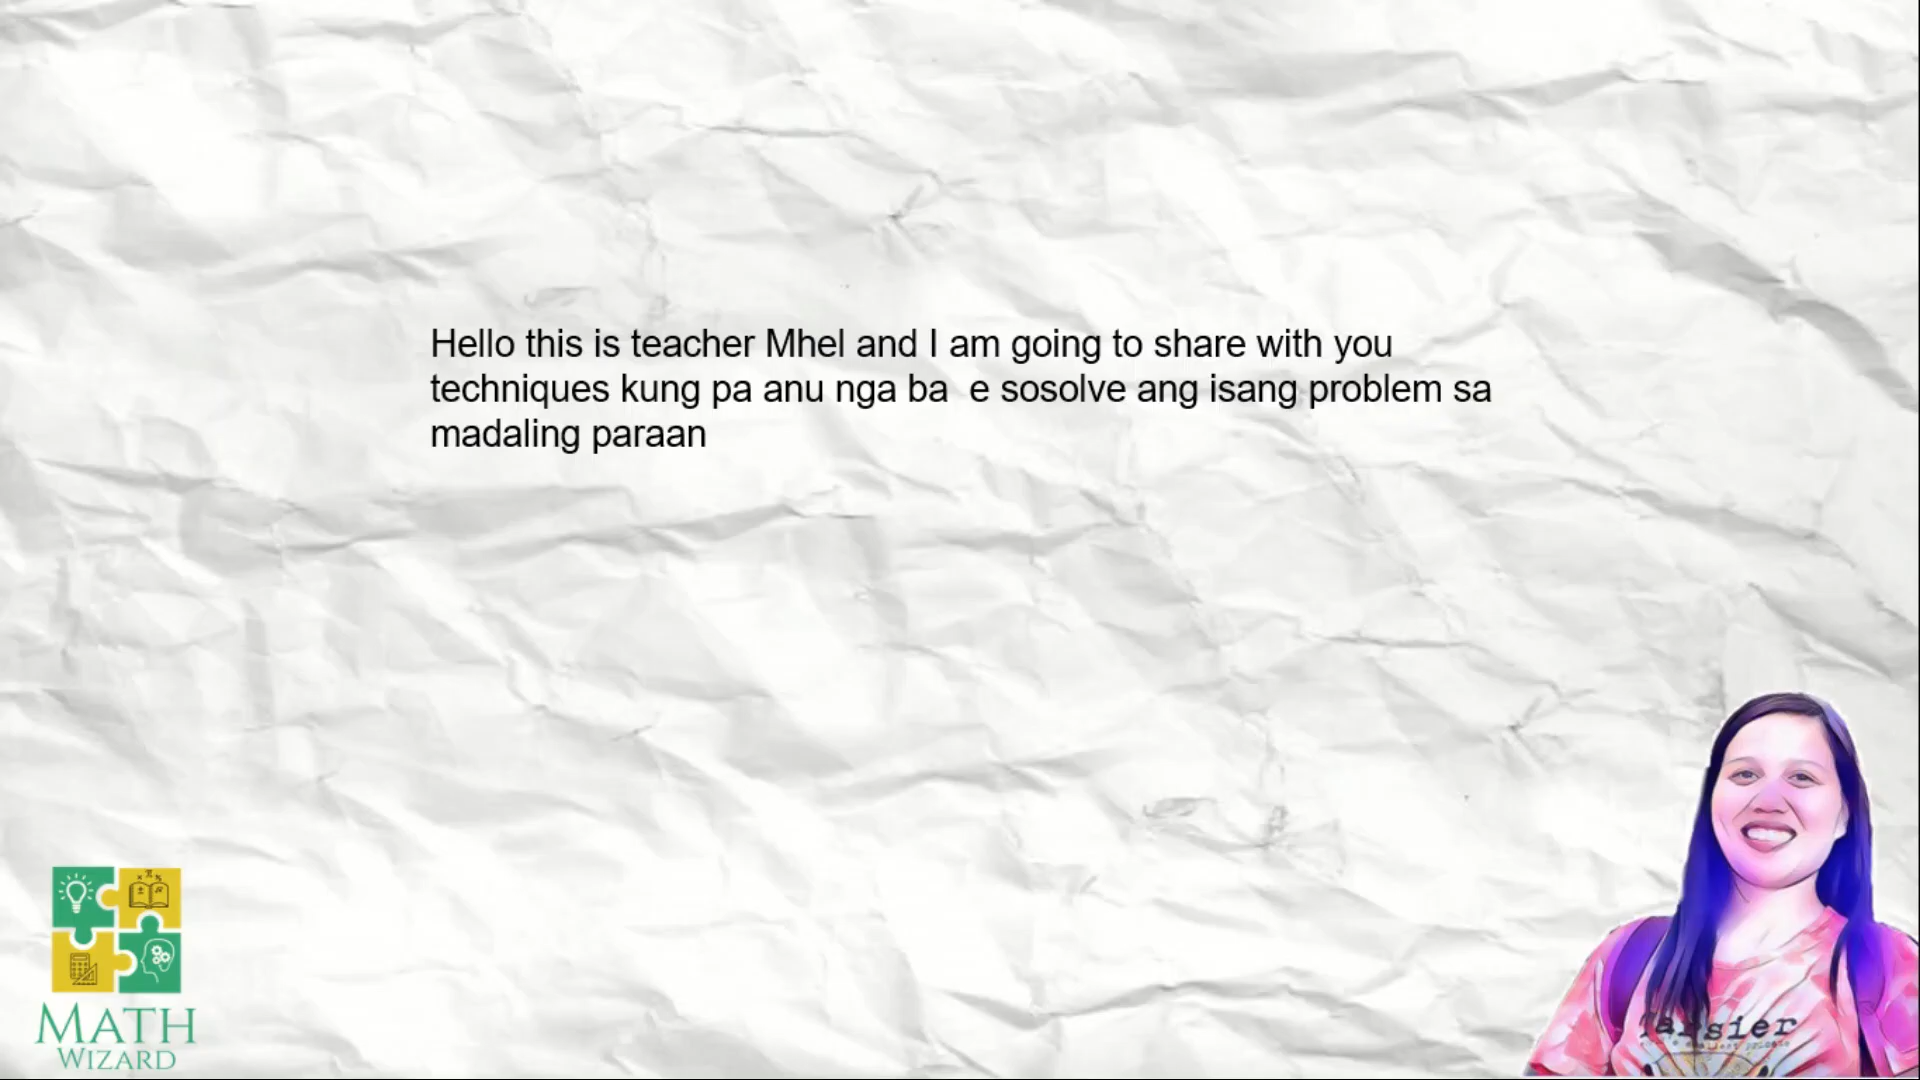 Hello this is teacher Mhel and I am going to share with you
techniques kung pa anu nga ba  e sosolve ang isang problem sa
madaling paraan
MATH
WIZARD